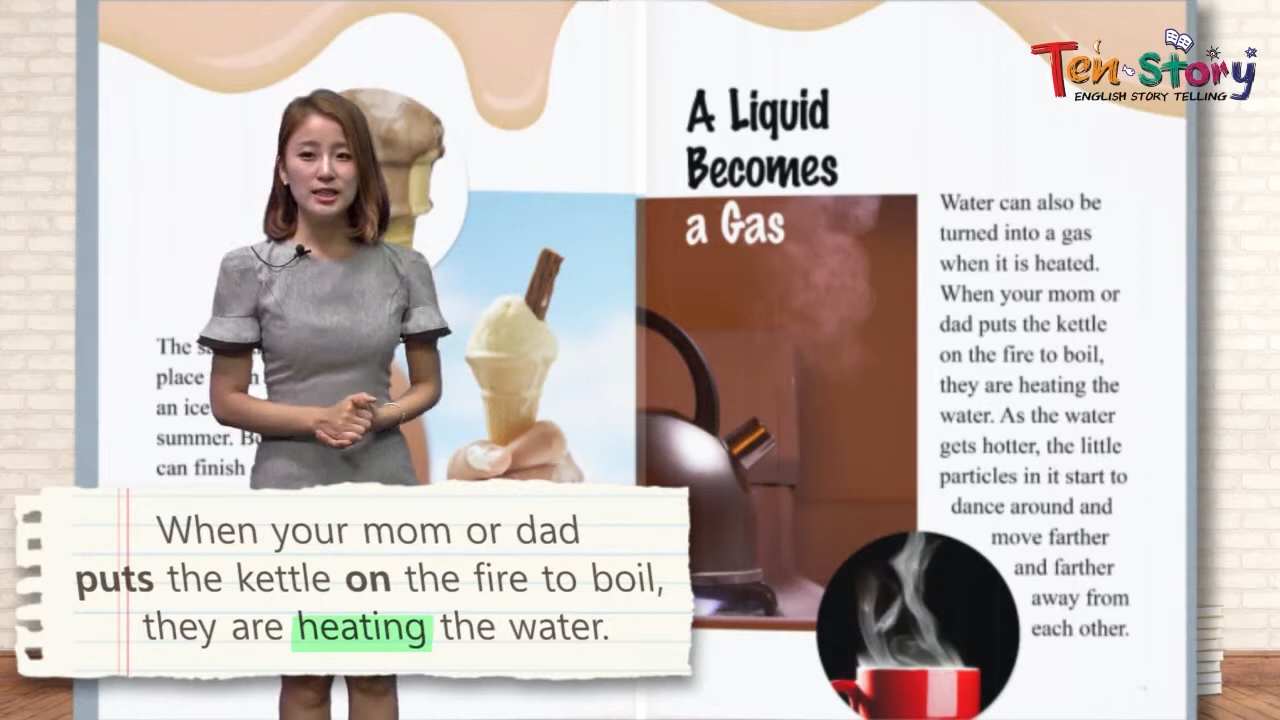 Ten Story
ENGLISH STORY TELLING
A Liquid
Becomes
a Gas
Water can also be
turned into a gas
when it is heated.
When your mom or
dad puts the kettle
on the fire to boil,
they are heating the
water. As the water
gets hotter, the little
particles in it start to
dance around and
move farther
and farther
away from
each other.
The
place
an ice
summer.
can finish
When your mom or dad
puts the kettle on the fire to boil,
they are heating the water.